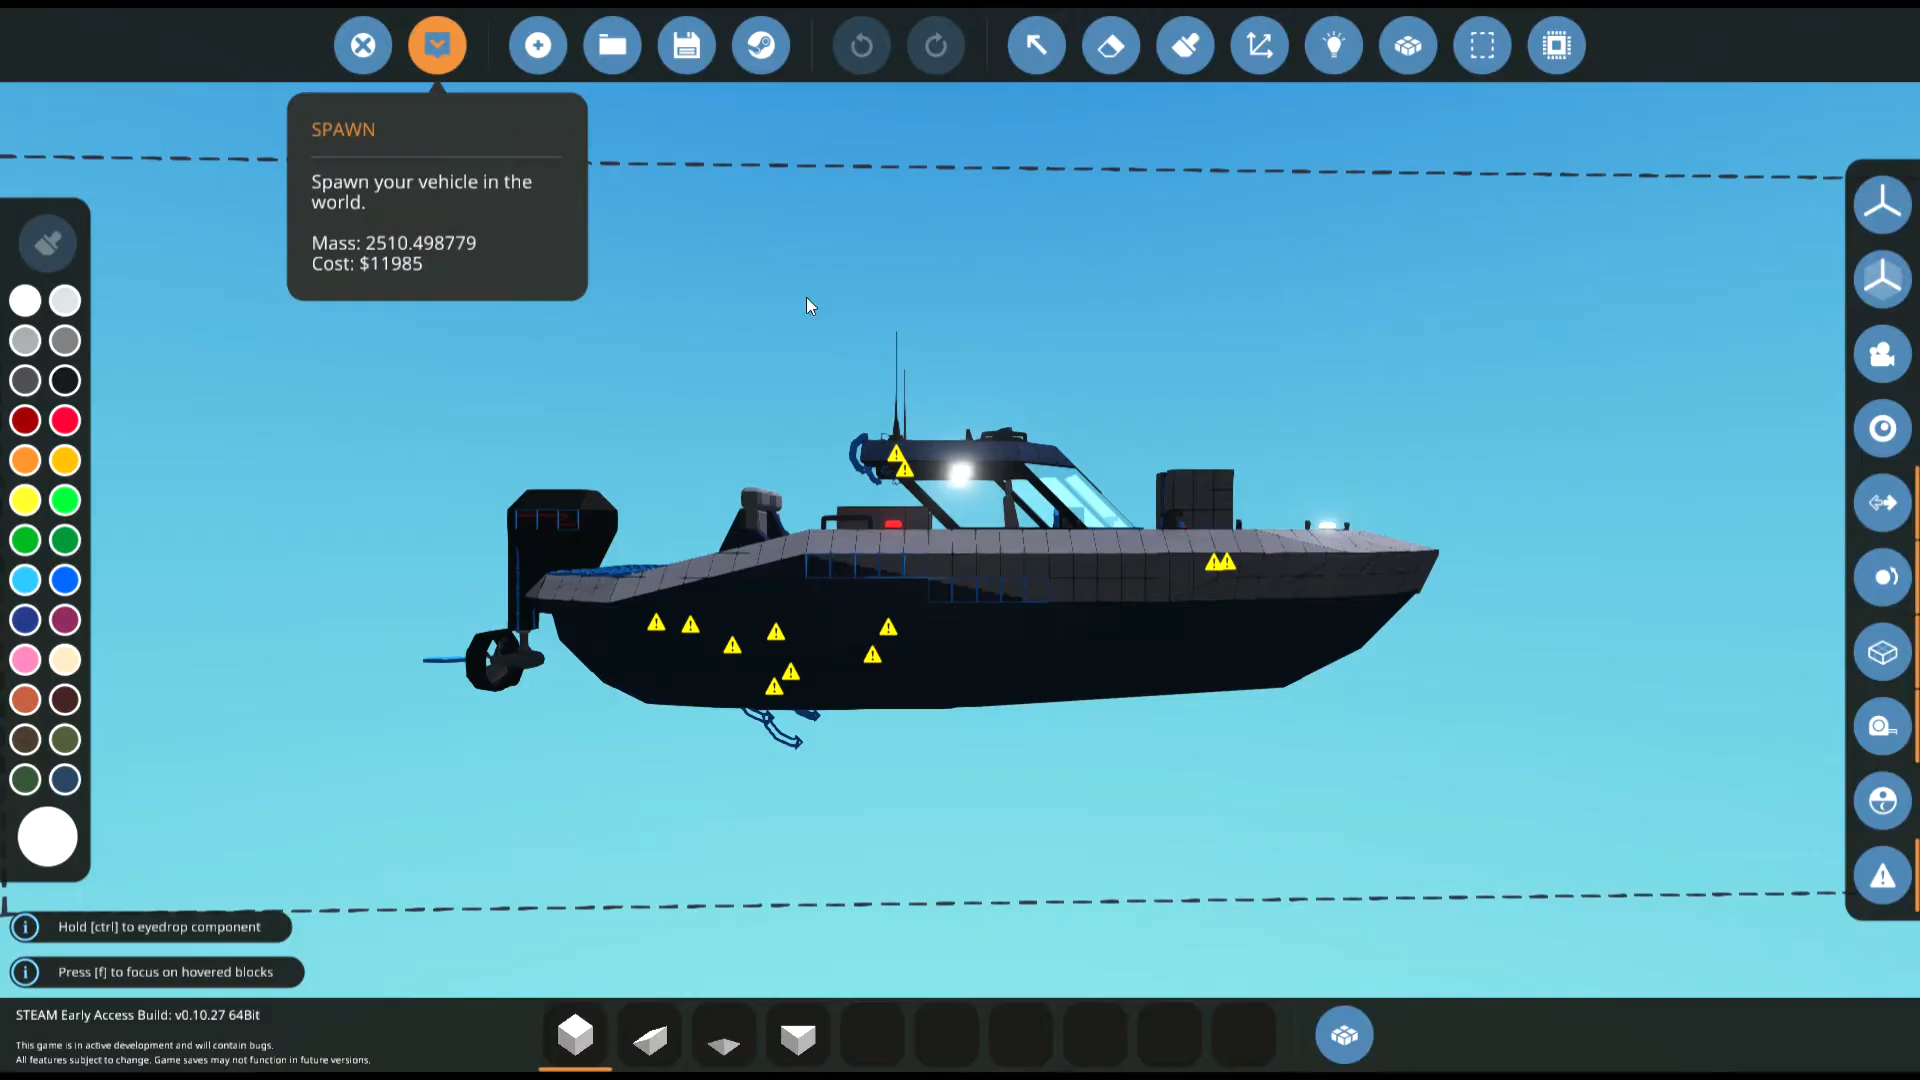 SPAWN
Spawn your vehicle in the
world.
Mass: 2510.498779
Cost: $11985
Hold [ctrl] to eyedrop component
Press [f] to focus on hovered blocks
STEAM Early Access Build: v0.10.27 64Bit
This game is in active development and will contain bugs.
All features subject to change. Game saves may not function in future versions.